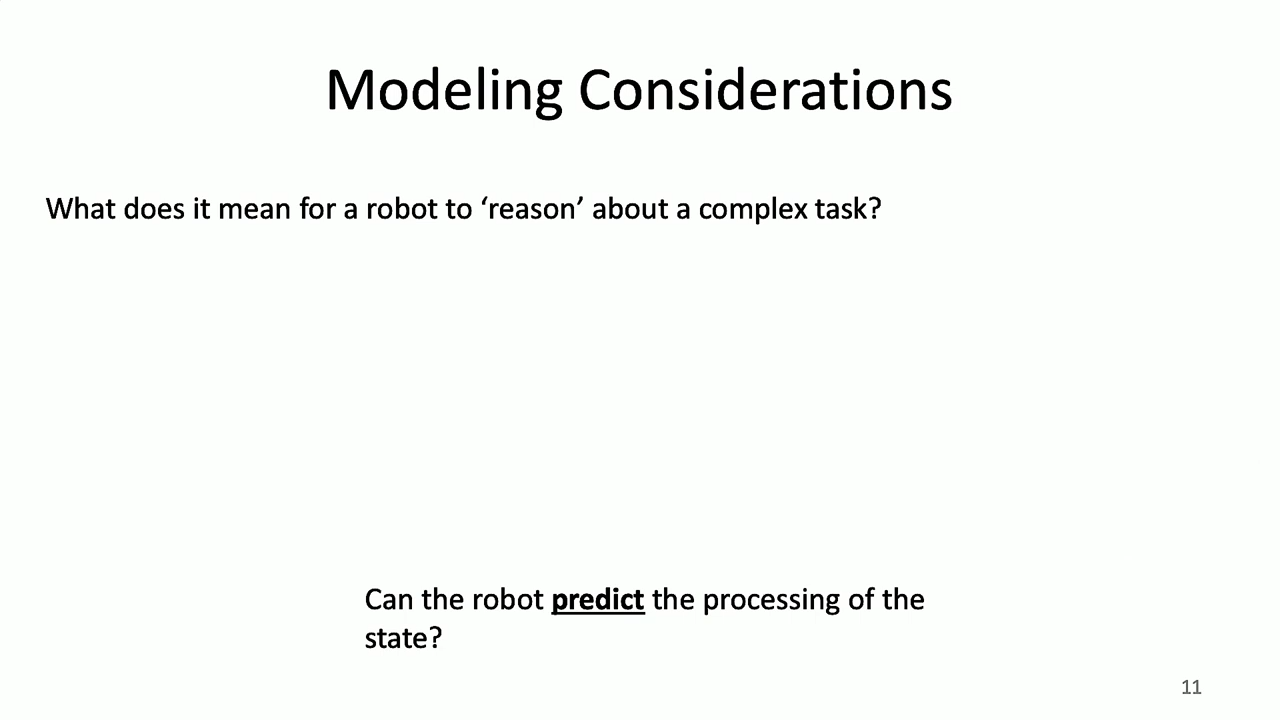 Modeling Considerations
What does it mean for a robot to ‘reason’ about a complex task?
Can the robot predict the processing of the
state?
11